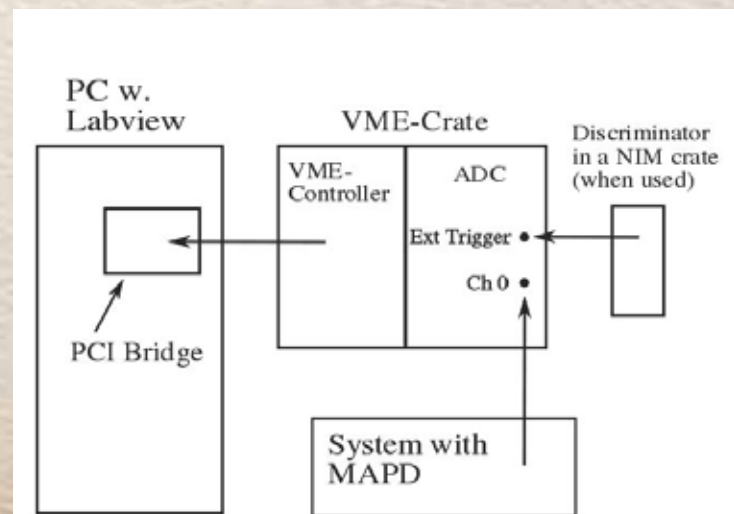 PC w.
Labview
PCI Bridge
VME-Crate
VME-
Controller
ADC
Ext Trigger
Ch 0
Discriminator
in a NIM crate
(when used)
System with
MAPD